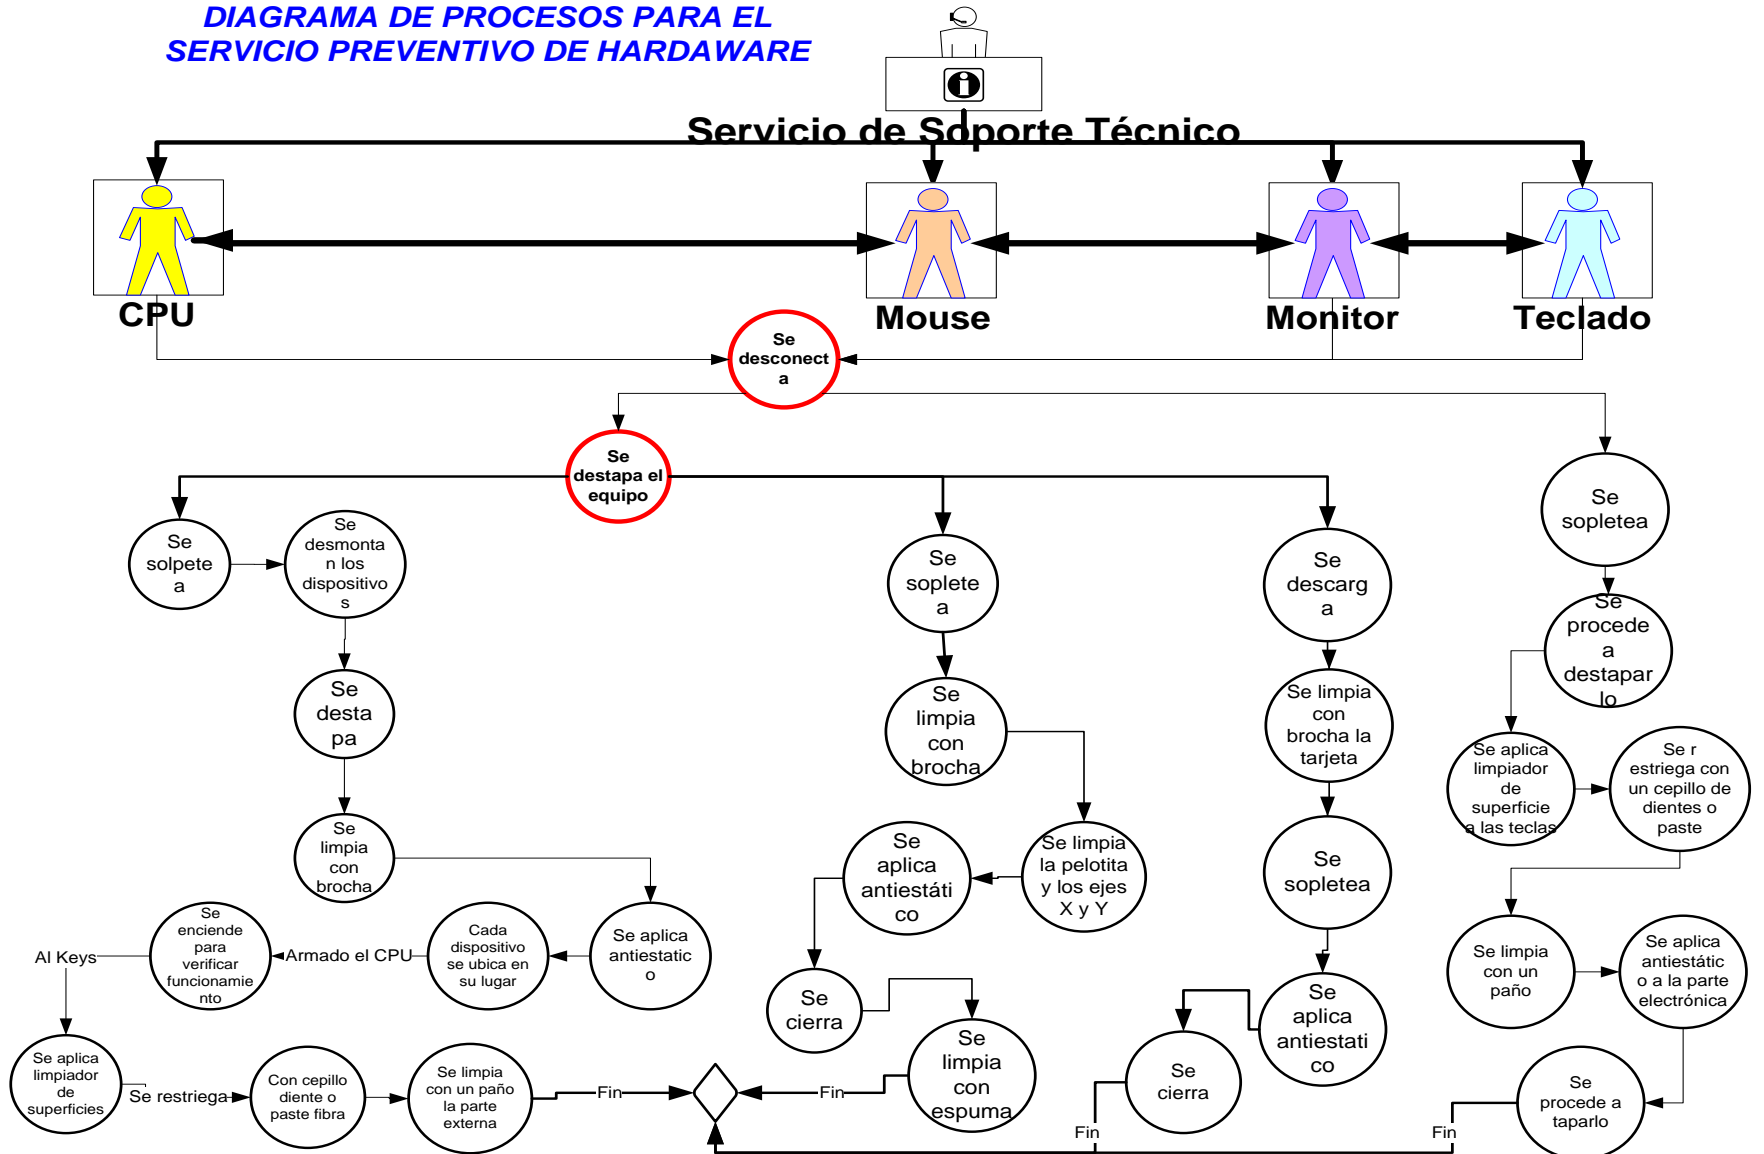 DIAGRAMA DE PROCESOS PARA EL
SERVICIO PREVENTIVO DE HARDAWARE
Servicio de Soporte Técnico
CPU
Mouse
Monitor
Teclado
Se
desconect
a
Se
destapa el
equipo
Se
solpete
a
Se
desmonta
n los
dispositivo
s
Se
desta
pa
Se
limpia
con
brocha
Se aplica
antiestatic
o
Cada
dispositivo
se ubica en
su lugar
Armado el CPU
Se
enciende
para
verificar
funcionamie
nto
Al Keys
Se aplica
limpiador
de
superficies
Se restriega
Con cepillo
diente o
paste fibra
Se limpia
con un paño
la parte
externa
Fin
Se
soplete
a
Se
limpia
con
brocha
Se limpia
la pelotita
y los ejes
X y Y
Se
aplica
antiestáti
co
Se
cierra
Se
limpia
con
espuma
Fin
Se
descarg
a
Se limpia
con
brocha la
tarjeta
Se
sopletea
Se
aplica
antiestati
co
Se
cierra
Fin
Se
sopletea
Se
procede
a
destapar
lo
Se aplica
limpiador
de
superficie
a las teclas
Se r
estriega con
un cepillo de
dientes o
paste
Se limpia
con un
paño
Se aplica
antiestátic
o a la parte
electrónica
Se
procede a
taparlo
Fin